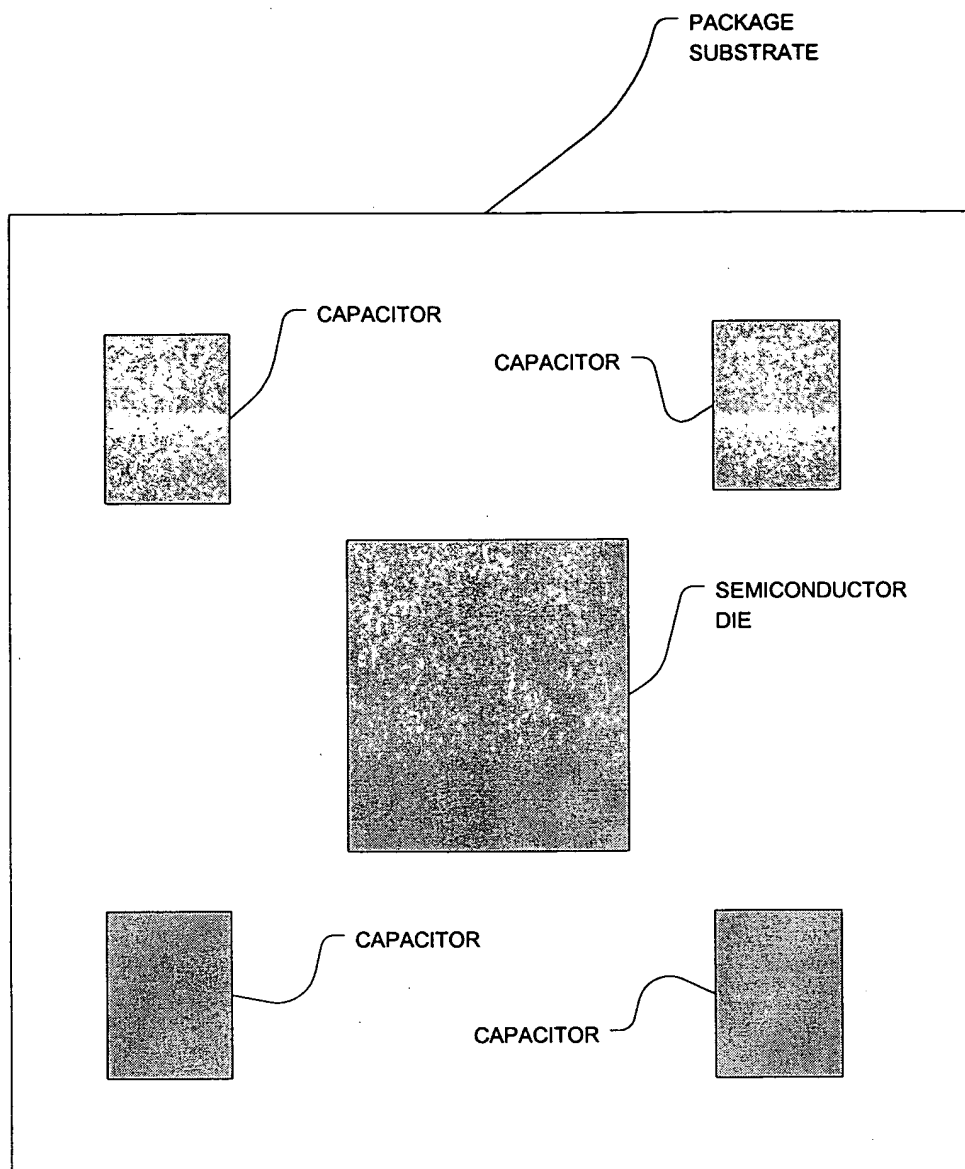 PACKAGE
SUBSTRATE
CAPACITOR
CAPACITOR
SEMICONDUCTOR
DIE
CAPACITOR
CAPACITOR